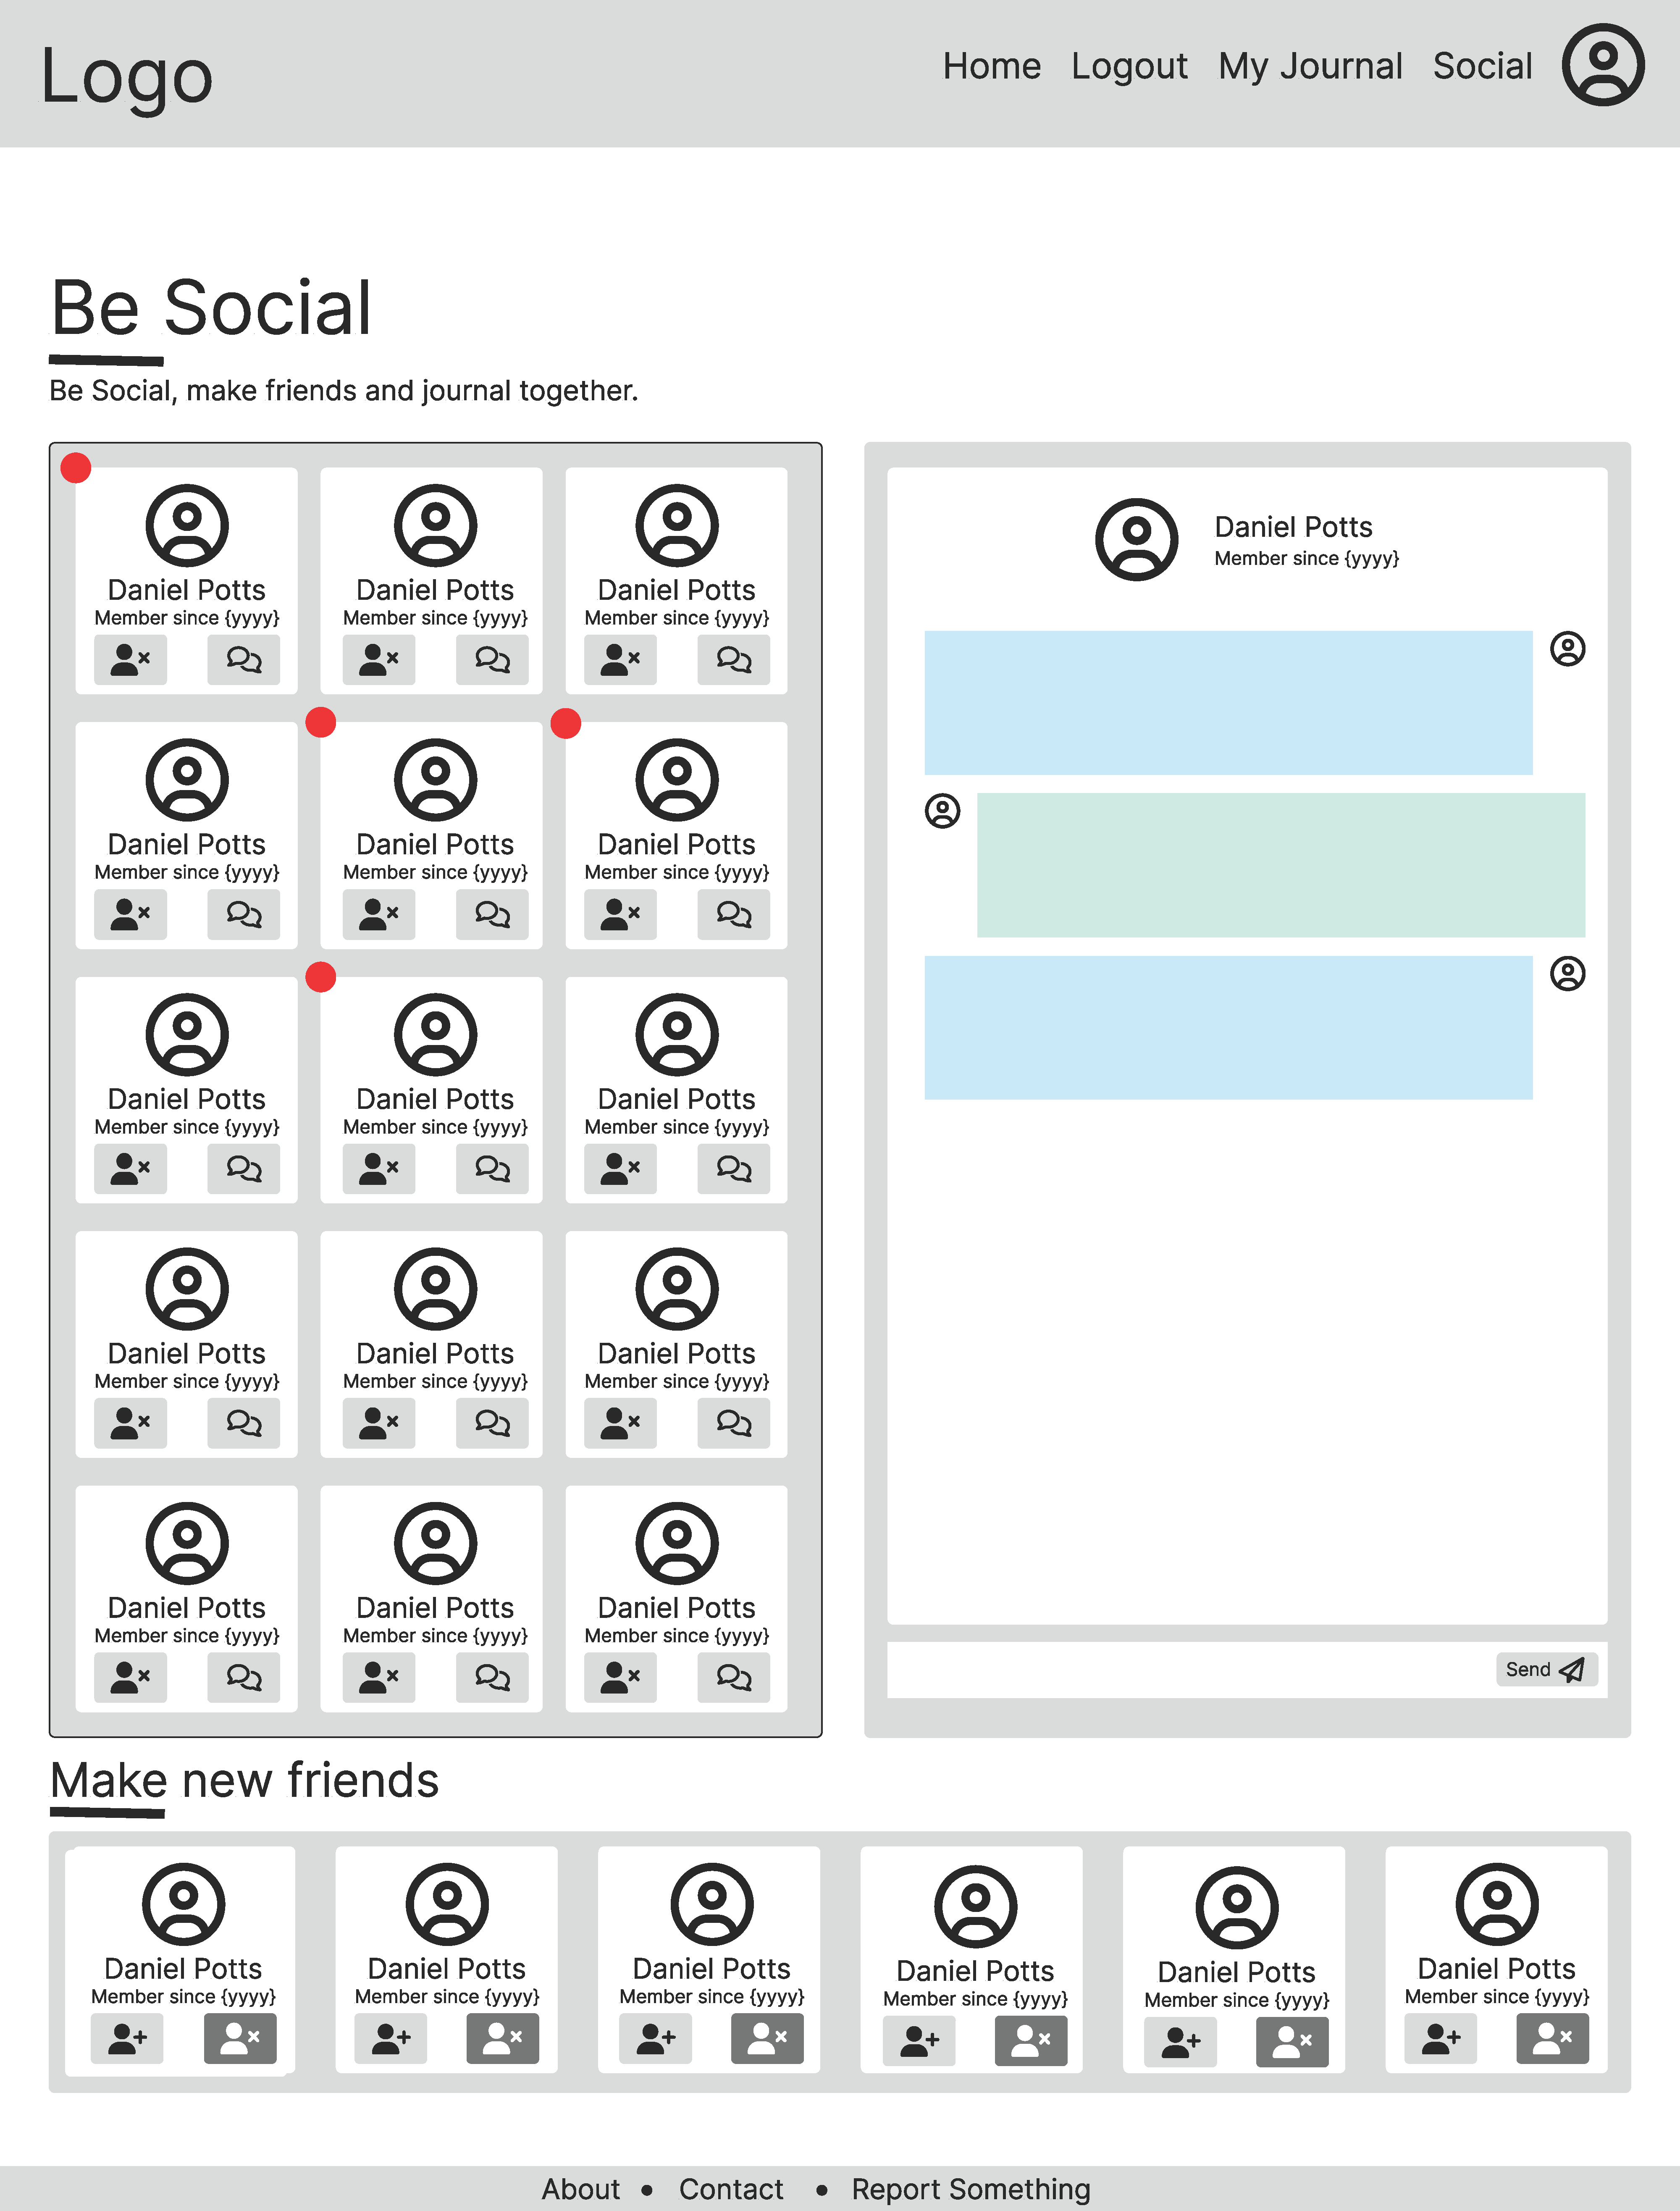 Logo
Home Logout My Journal Social
Be Social
Be Social, make friends and journal together.
Daniel Potts Daniel Potts Daniel Potts
Member since {yyyy} Member since {yyyy} Member since {yyyy}
Daniel Potts Daniel Potts Daniel Potts
Member since {yyyy} Member since {yyyy} Member since {yyyy}
Daniel Potts Daniel Potts Daniel Potts
Member since {yyyy} Member since {yyyy} Member since {yyyy}
Daniel Potts Daniel Potts Daniel Potts
Member since {yyyy} Member since {yyyy} Member since {yyyy}
Daniel Potts Daniel Potts Daniel Potts
Member since {yyyy} Member since {yyyy} Member since {yyyy}
Daniel Potts
Member since {yyyy}
Send
Make new friends
Daniel Potts Daniel Potts Daniel Potts Daniel Potts Daniel Potts Daniel Potts
Member since {yyyy} Member since {yyyy} Member since {yyyy} Member since {yyyy} Member since {yyyy} Member since {yyyy}
About • Contact • Report Something